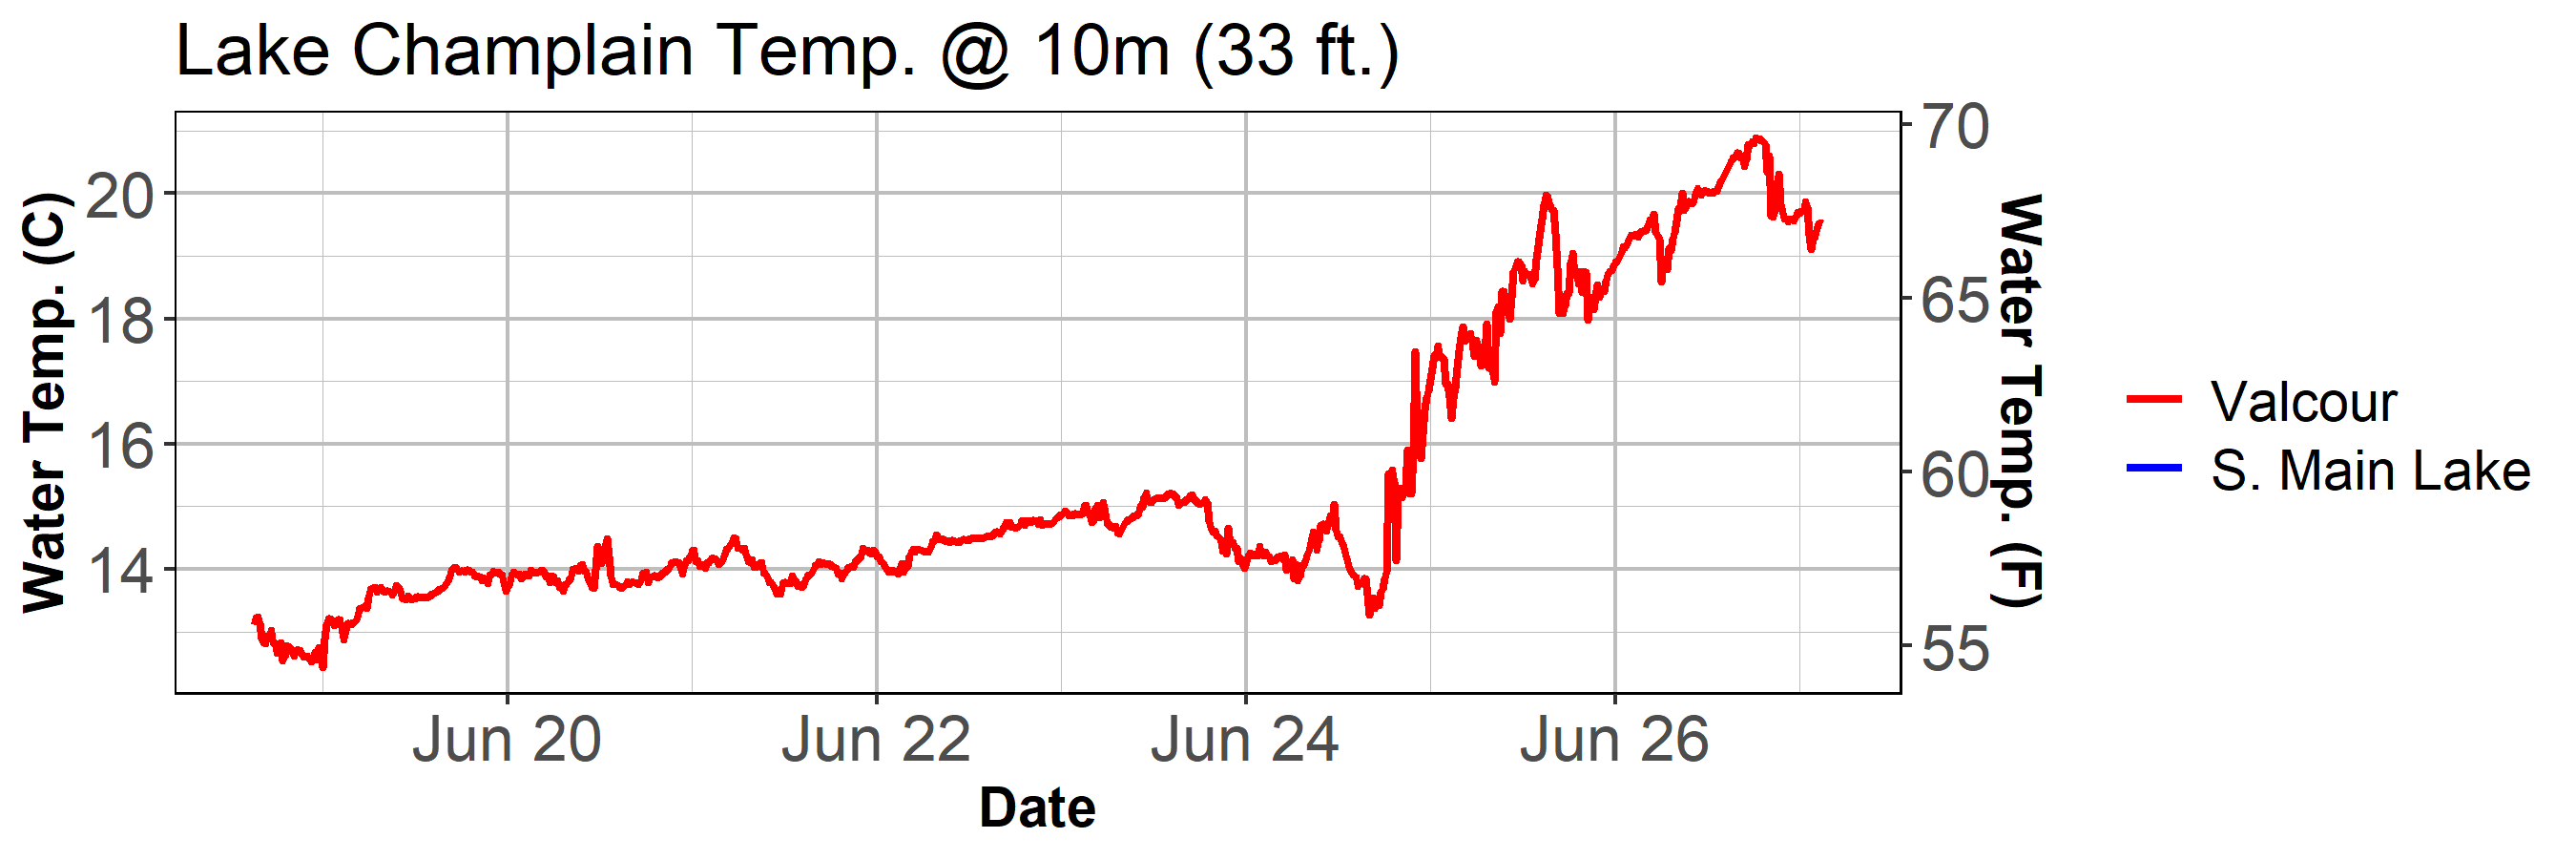 Lake Champlain Temp. @ 10m (33 ft.)
Water Temp. (C)
20
18
16
14
70
65
60
55
Water Temp. (F)
Jun 20
Jun 22
Jun 24
Jun 26
Date
Valcour
S. Main Lake